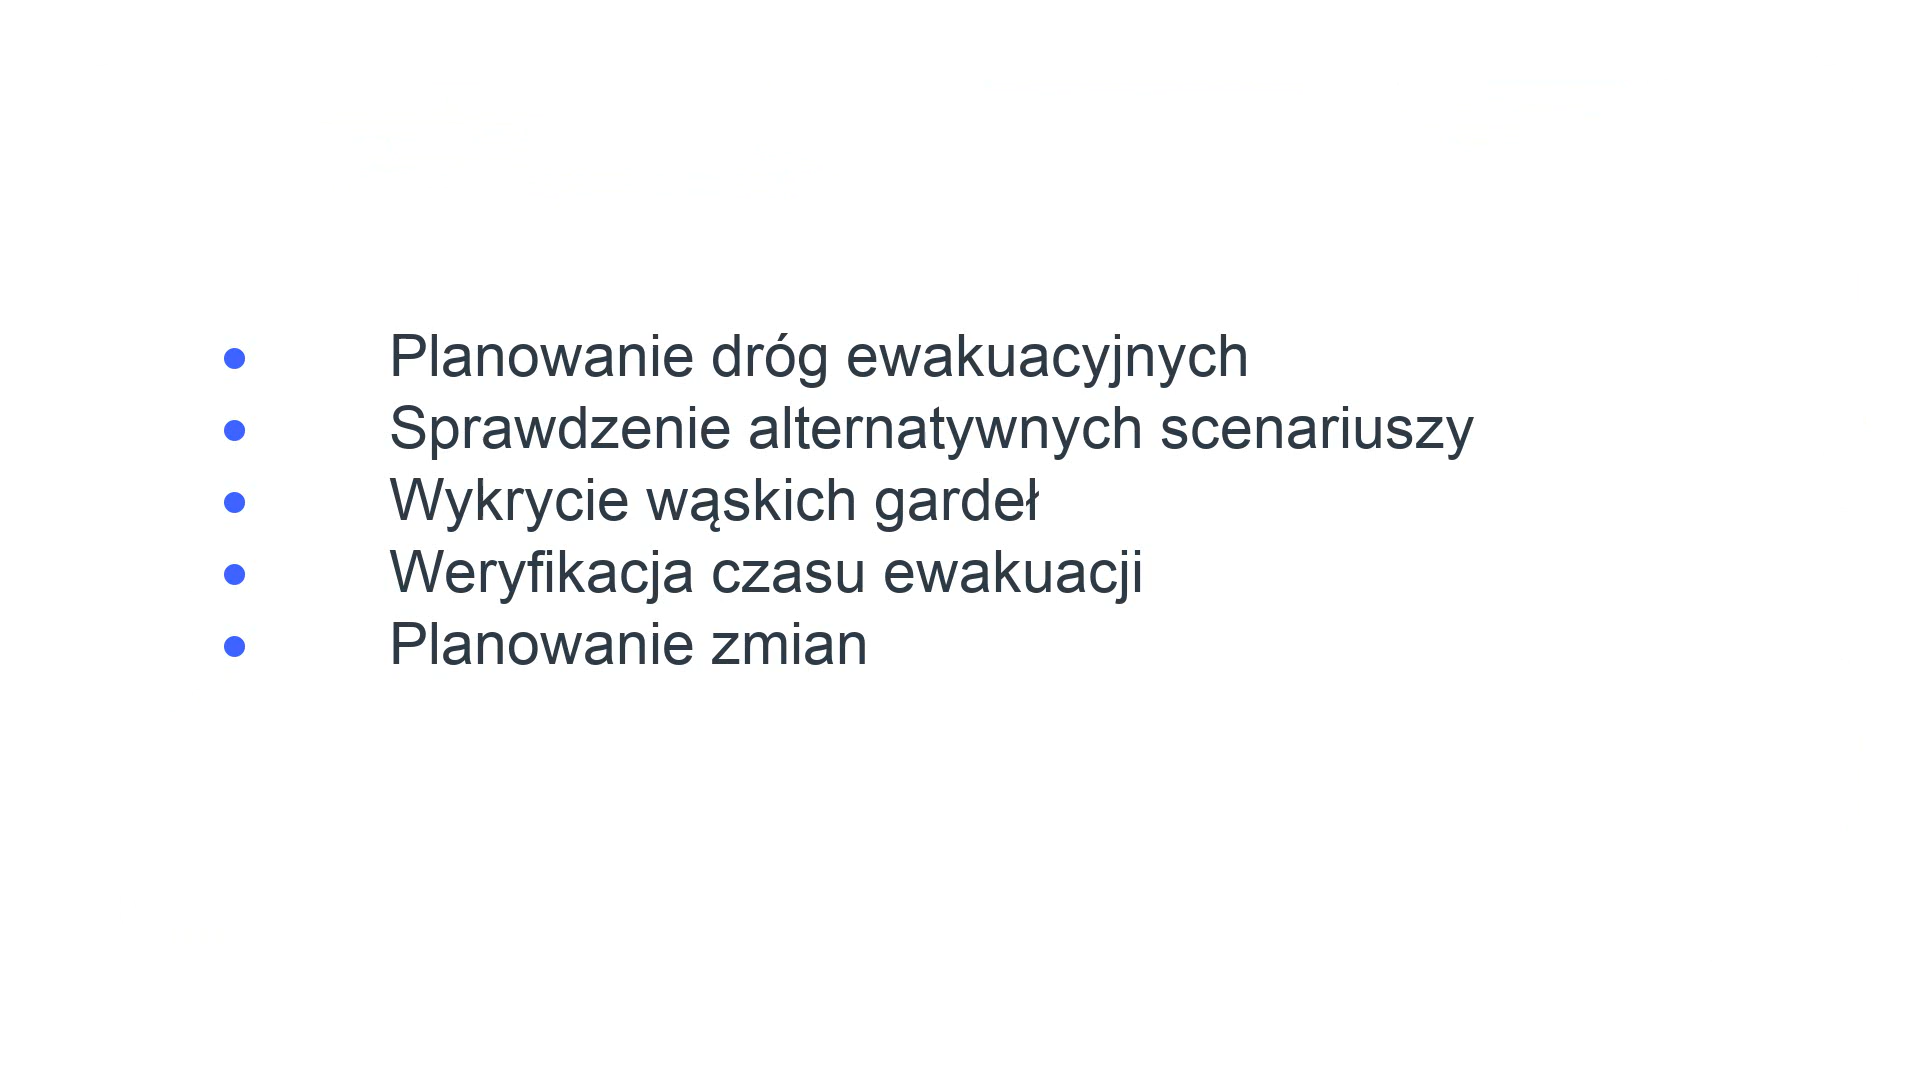 Planowanie dróg ewakuacyjnych
Sprawdzenie alternatywnych scenariuszy
Wykrycie wąskich gardeł
Weryfikacja czasu ewakuacji
Planowanie zmian